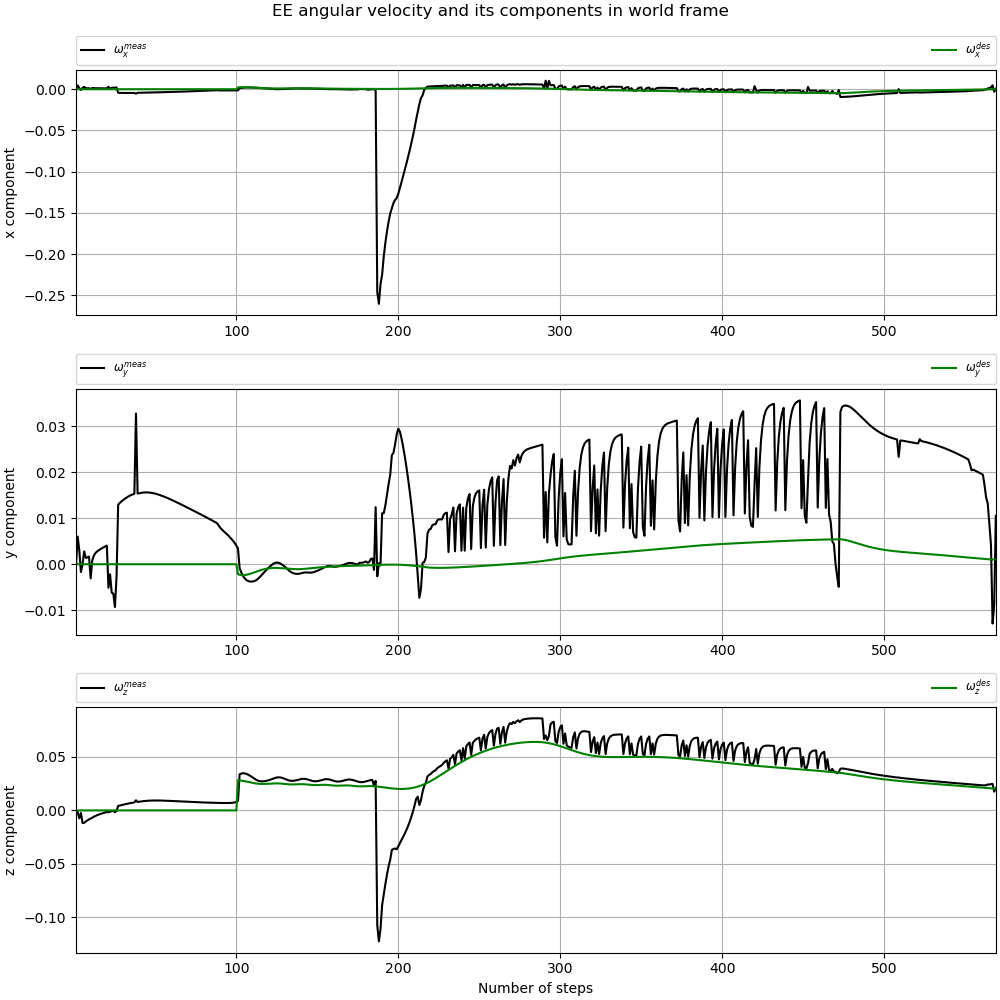 EE angular velocity and its components in world frame
ω_x^meas ω_x^des
0.00
−0.05
−0.10
−0.15
−0.20
−0.25
x component
100 200 300 400 500
ω_y^meas ω_y^des
0.03
0.02
0.01
0.00
−0.01
y component
100 200 300 400 500
ω_z^meas ω_z^des
0.05
0.00
−0.05
−0.10
z component
100 200 300 400 500
Number of steps